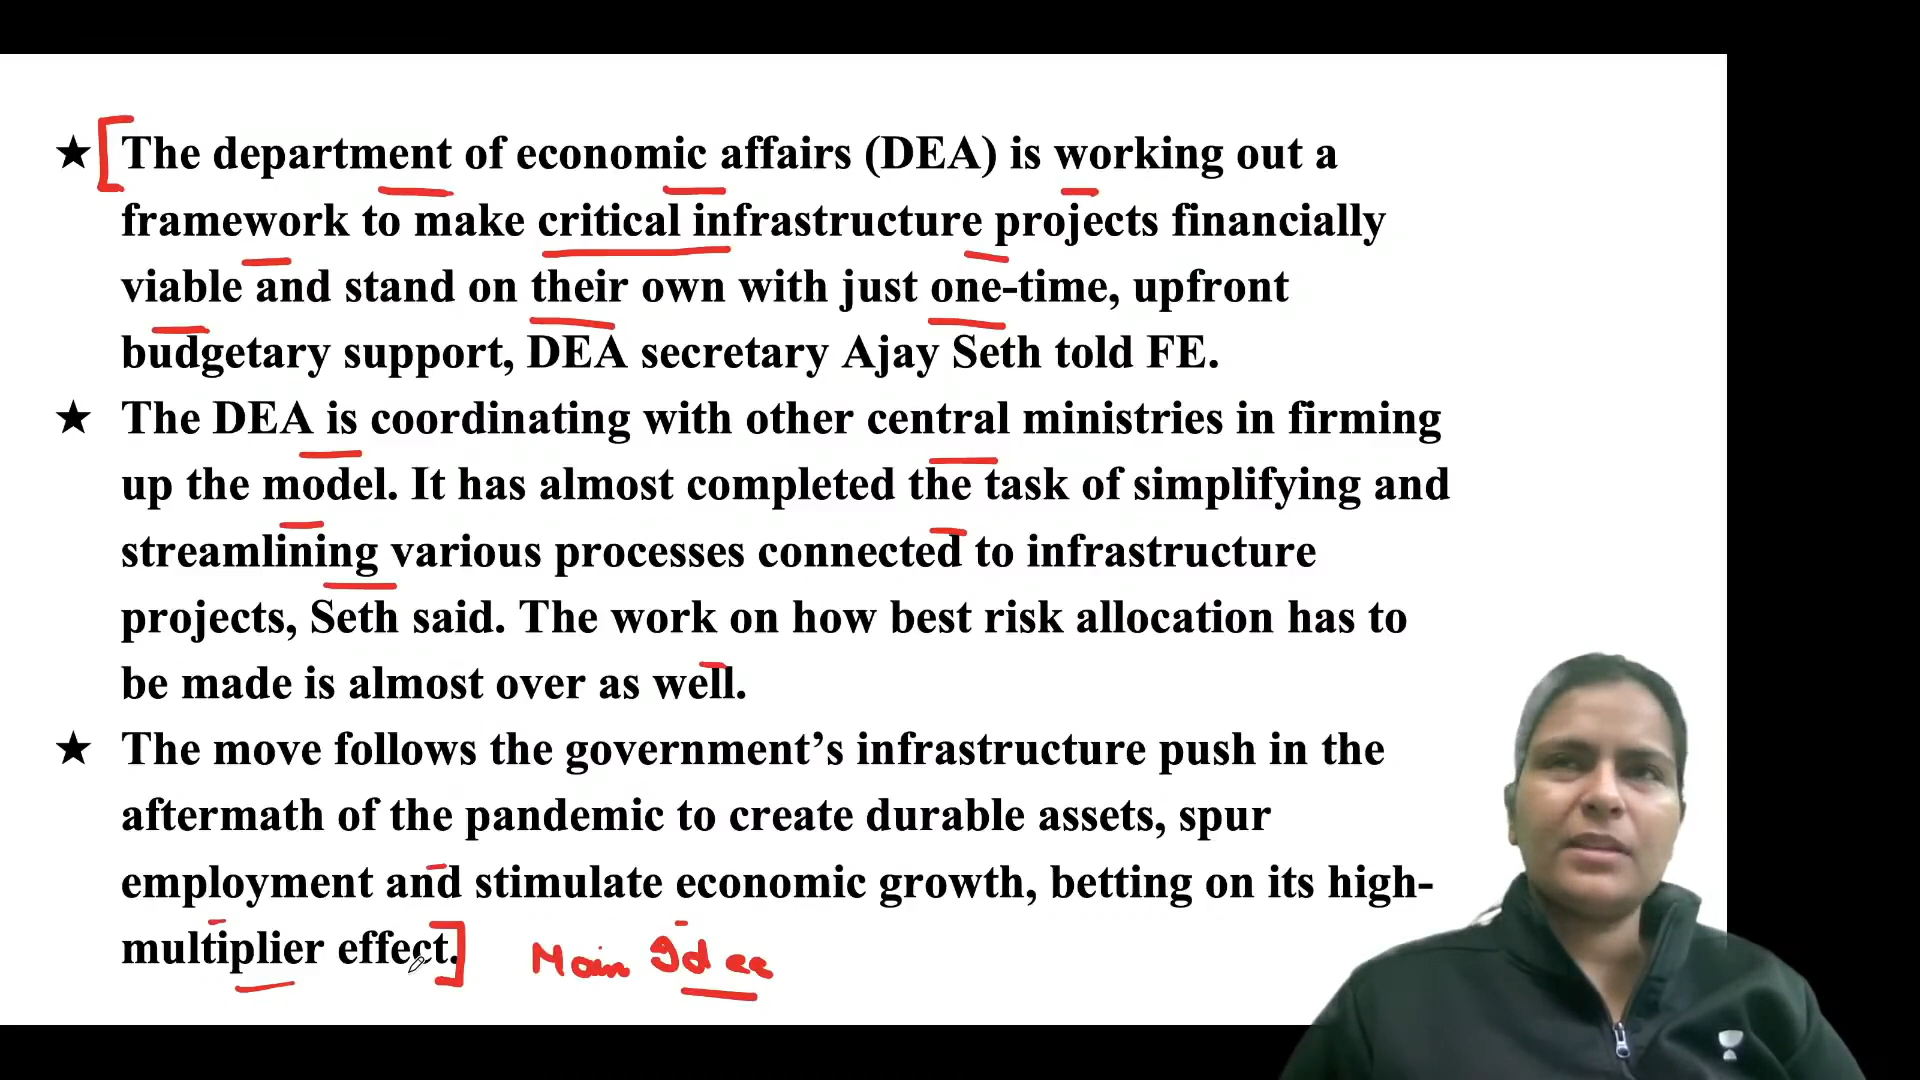 ★ The department of economic affairs (DEA) is working out a
framework to make critical infrastructure projects financially
viable and stand on their own with just one-time, upfront
budgetary support, DEA secretary Ajay Seth told FE.
★ The DEA is coordinating with other central ministries in firming
up the model. It has almost completed the task of simplifying and
streamlining various processes connected to infrastructure
projects, Seth said. The work on how best risk allocation has to
be made is almost over as well.
★ The move follows the government’s infrastructure push in the
aftermath of the pandemic to create durable assets, spur
employment and stimulate economic growth, betting on its high-
multiplier effect. Main Idea